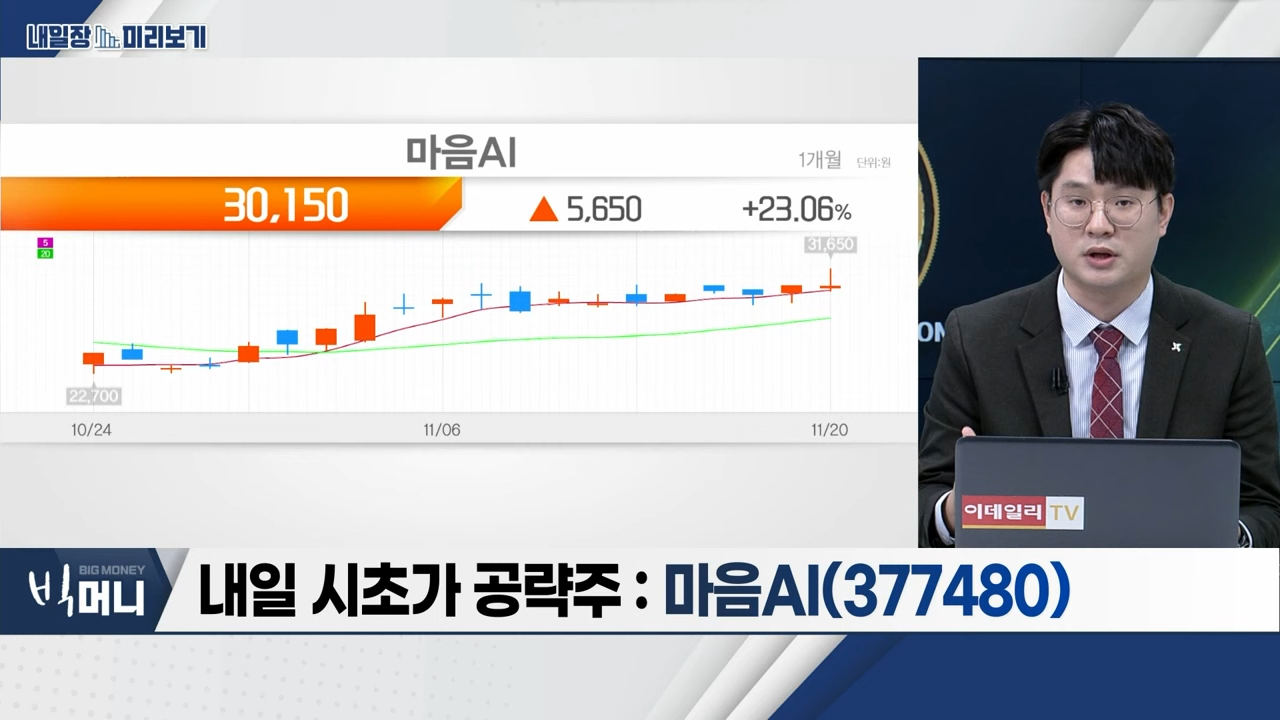 내일장 미리보기
마음AI
1개월 단위:원
30,150 ▲ 5,650 +23.06%
5
20
31,650
22,700
10/24 11/06 11/20
ON
이데일리 TV
BIG MONEY
빅머니
내일 시초가 공략주 : 마음AI(377480)